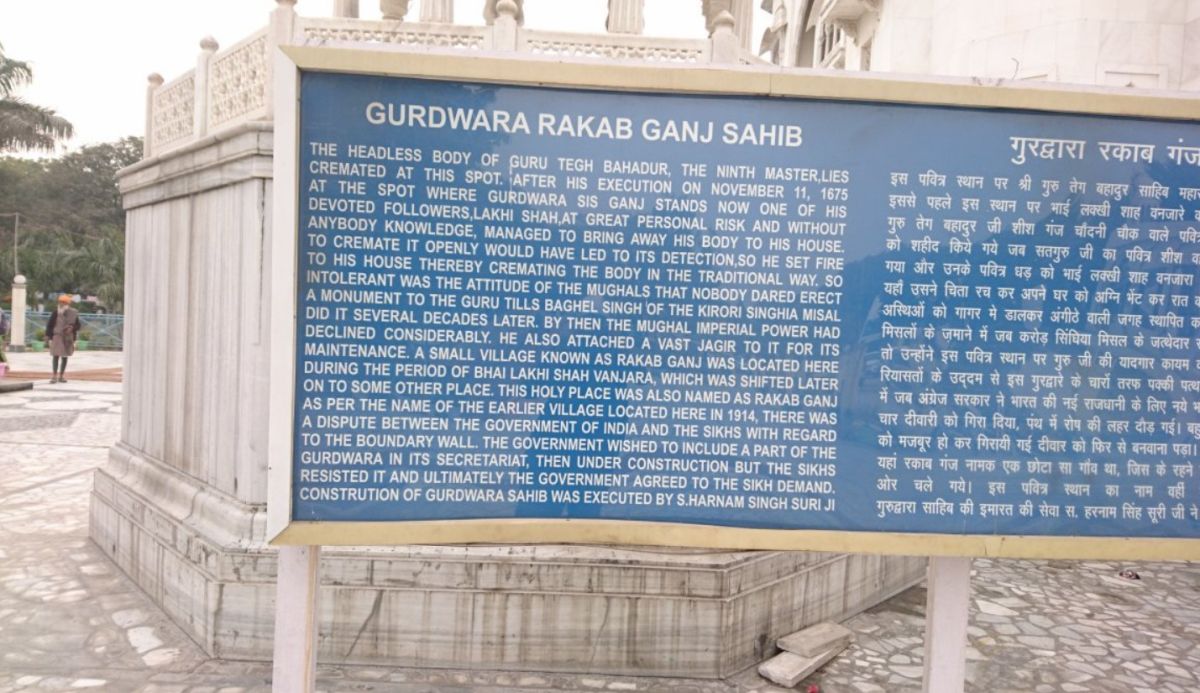 GURDWARA RAKAB GANJ SAHIB
THE HEADLESS BODY OF GURU TEGH BAHADUR, THE NINTH MASTER,LIES
CREMATED AT THIS SPOT. AFTER HIS EXECUTION ON NOVEMBER 11, 1675
AT THE SPOT WHERE GURDWARA SIS GANJ STANDS NOW ONE OF HIS
DEVOTED FOLLOWERS,LAKHI SHAH,AT GREAT PERSONAL RISK AND WITHOUT
ANYBODY KNOWLEDGE, MANAGED TO BRING AWAY HIS BODY TO HIS HOUSE.
TO CREMATE IT OPENLY WOULD HAVE LED TO ITS DETECTION,SO HE SET FIRE
TO HIS HOUSE THEREBY CREMATING THE BODY IN THE TRADITIONAL WAY. SO
INTOLERANT WAS THE ATTITUDE OF THE MUGHALS THAT NOBODY DARED ERECT
A MONUMENT TO THE GURU TILLS BAGHEL SINGH OF THE KIRORI SINGHIA MISAL
DID IT SEVERAL DECADES LATER. BY THEN THE MUGHAL IMPERIAL POWER HAD
DECLINED CONSIDERABLY. HE ALSO ATTACHED A VAST JAGIR TO IT FOR ITS
MAINTENANCE. A SMALL VILLAGE KNOWN AS RAKAB GANJ WAS LOCATED HERE
DURING THE PERIOD OF BHAI LAKHI SHAH VANJARA, WHICH WAS SHIFTED LATER
ON TO SOME OTHER PLACE. THIS HOLY PLACE WAS ALSO NAMED AS RAKAB GANJ
AS PER THE NAME OF THE EARLIER VILLAGE LOCATED HERE IN 1914, THERE WAS
A DISPUTE BETWEEN THE GOVERNMENT OF INDIA AND THE SIKHS WITH REGARD
TO THE BOUNDARY WALL. THE GOVERNMENT WISHED TO INCLUDE A PART OF THE
GURDWARA IN ITS SECRETARIAT, THEN UNDER CONSTRUCTION BUT THE SIKHS
RESISTED IT AND ULTIMATELY THE GOVERNMENT AGREED TO THE SIKH DEMAND.
CONSTRUTION OF GURDWARA SAHIB WAS EXECUTED BY S.HARNAM SINGH SURI JI
गुरद्वारा रकाब गंज
इस पवित्र स्थान पर श्री गुरु तेग बहादुर साहिब
इससे पहले इस स्थान पर भाई लक्खी शाह वनजारे
गुरु तेग बहादुर जी शीश गंज चाँदनी चौक वाले
को शहीद किये गये जब सतगुरु जी का पवित्र शीश
गया और उनके पवित्र धड़ को भाई लक्खी शाह वनजारा
यहाँ उसने चिता रच कर अपने घर को अग्नि भेंट कर रात
अस्थिओं को गागर मे डालकर अंगीठे वाली जगह स्थापित
मिसलों के जमाने में जब करोड़ सिंघिया मिसल के जत्थेदार
तो उन्होंने इस पवित्र स्थान पर गुरु जी की यादगार कायम
रियासतों के उद्दम से इस गुरद्वारे के चारों तरफ पक्की
में जब अंग्रेज सरकार ने भारत की नई राजधानी के लिए नये
चार दीवारी को गिरा दिया, पंथ में रोष की लहर दौड़ गई।
को मजबूर हो कर गिरायी गई दीवार को फिर से बनवाना पड़ा।
यहां रकाब गंज नामक एक छोटा सा गाँव था, जिस के रहने
ओर चले गये। इस पवित्र स्थान का नाम वहीं
गुरुद्वारा साहिब की इमारत की सेवा स. हरनाम सिंह सूरी जी ने